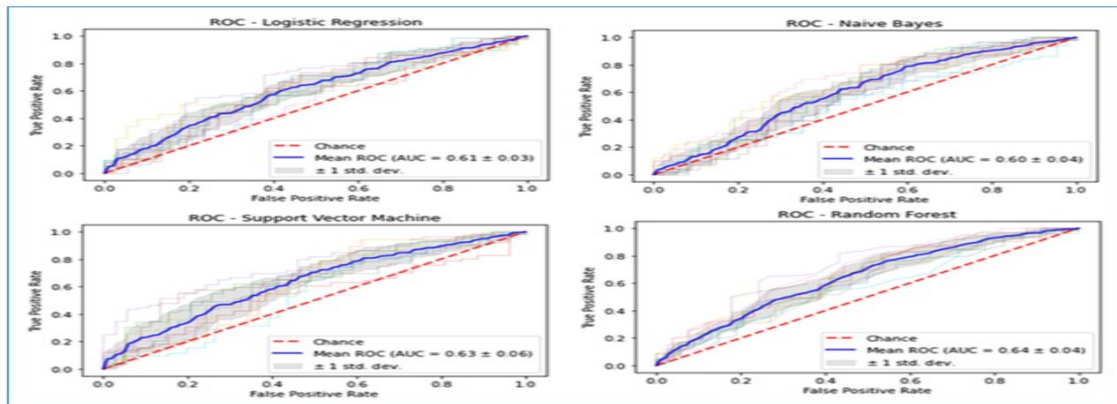 ROC - Logistic Regression
1.0
0.8
0.6
0.4
0.2
0.0
True Positive Rate
Chance
Mean ROC (AUC = 0.61 ± 0.03)
± 1 std. dev.
0.0 0.2 0.4 0.6 0.8 1.0
False Positive Rate
ROC - Naive Bayes
1.0
0.8
0.6
0.4
0.2
0.0
True Positive Rate
Chance
Mean ROC (AUC = 0.60 ± 0.04)
± 1 std. dev.
0.0 0.2 0.4 0.6 0.8 1.0
False Positive Rate
ROC - Support Vector Machine
1.0
0.8
0.6
0.4
0.2
0.0
True Positive Rate
Chance
Mean ROC (AUC = 0.63 ± 0.06)
± 1 std. dev.
0.0 0.2 0.4 0.6 0.8 1.0
False Positive Rate
ROC - Random Forest
1.0
0.8
0.6
0.4
0.2
0.0
True Positive Rate
Chance
Mean ROC (AUC = 0.64 ± 0.04)
± 1 std. dev.
0.0 0.2 0.4 0.6 0.8 1.0
False Positive Rate